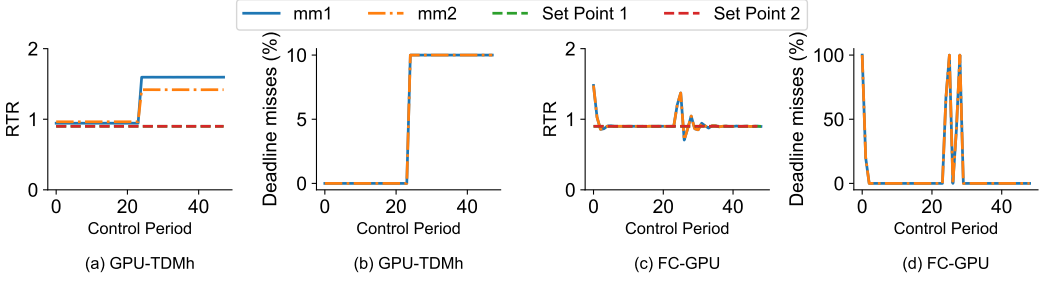 mm1 mm2 Set Point 1 Set Point 2
RTR
2
1
0
0 20 40
Control Period
(a) GPU-TDMh
Deadline misses (%)
10
5
0
0 20 40
Control Period
(b) GPU-TDMh
RTR
2
1
0
0 20 40
Control Period
(c) FC-GPU
Deadline misses (%)
100
50
0
0 20 40
Control Period
(d) FC-GPU